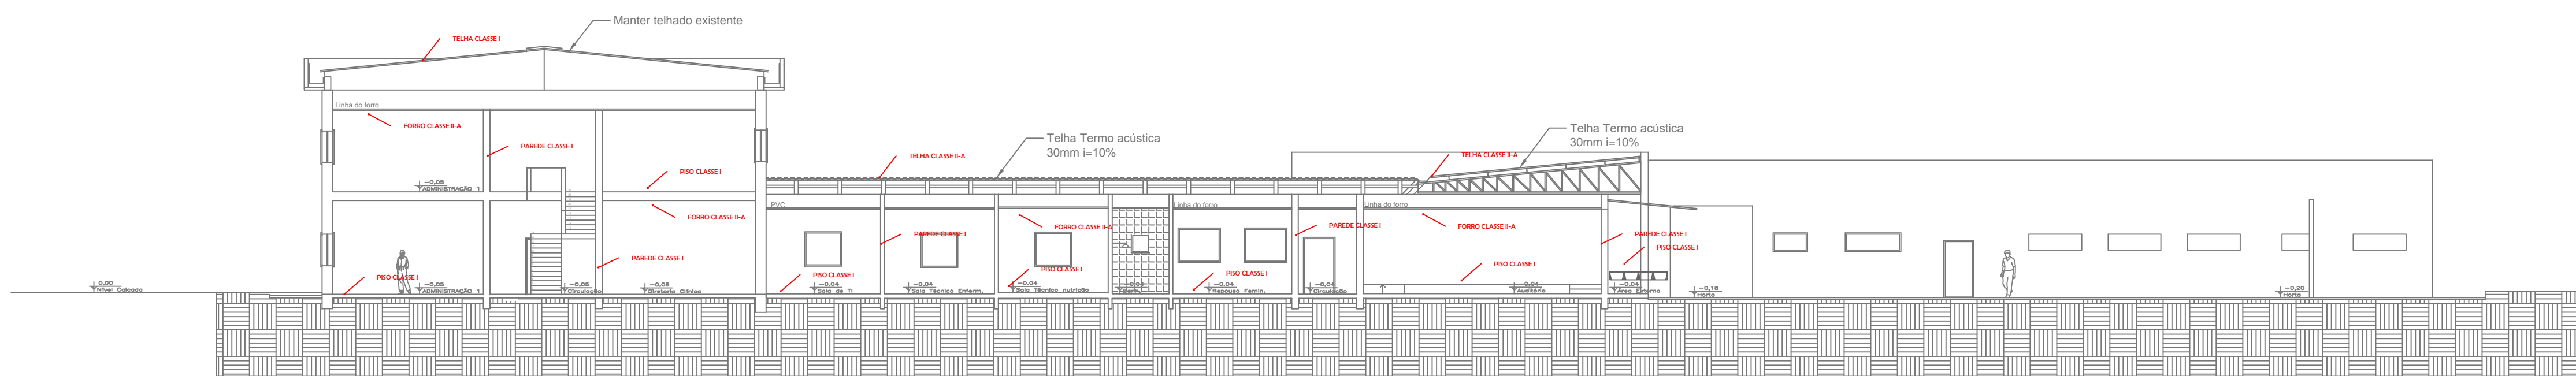 Manter telhado existente
TELHA CLASSE I
Linha do forro
FORRO CLASSE II-A
PAREDE CLASSE I
Telha Termo acústica
30mm i=10%
Telha Termo acústica
30mm i=10%
TELHA CLASSE II-A
TELHA CLASSE II-A
PISO CLASSE I
-0,05
ADMINISTRAÇÃO 1
FORRO CLASSE II-A
PVC
Linha do forro
Linha do forro
FORRO CLASSE II-A
PAREDE CLASSE I
FORRO CLASSE II-A
PAREDE CLASSE I
PAREDE CLASSE I
PISO CLASSE I
PAREDE CLASSE I
PISO CLASSE I
PISO CLASSE I
PISO CLASSE I
PISO CLASSE I
PISO CLASSE I
0,00
Nível Calçada
-0,05
ADMINISTRAÇÃO 1
-0,05
Circulação
-0,05
Diretoria Clínica
-0,04
Sala de TI
-0,04
Sala Técnico Enferm.
-0,04
Sala Técnico nutrição
-0,04
Repouso Femin.
-0,04
Circulação
-0,04
Auditório
-0,04
Área Externa
-0,18
Horta
-0,20
Horta